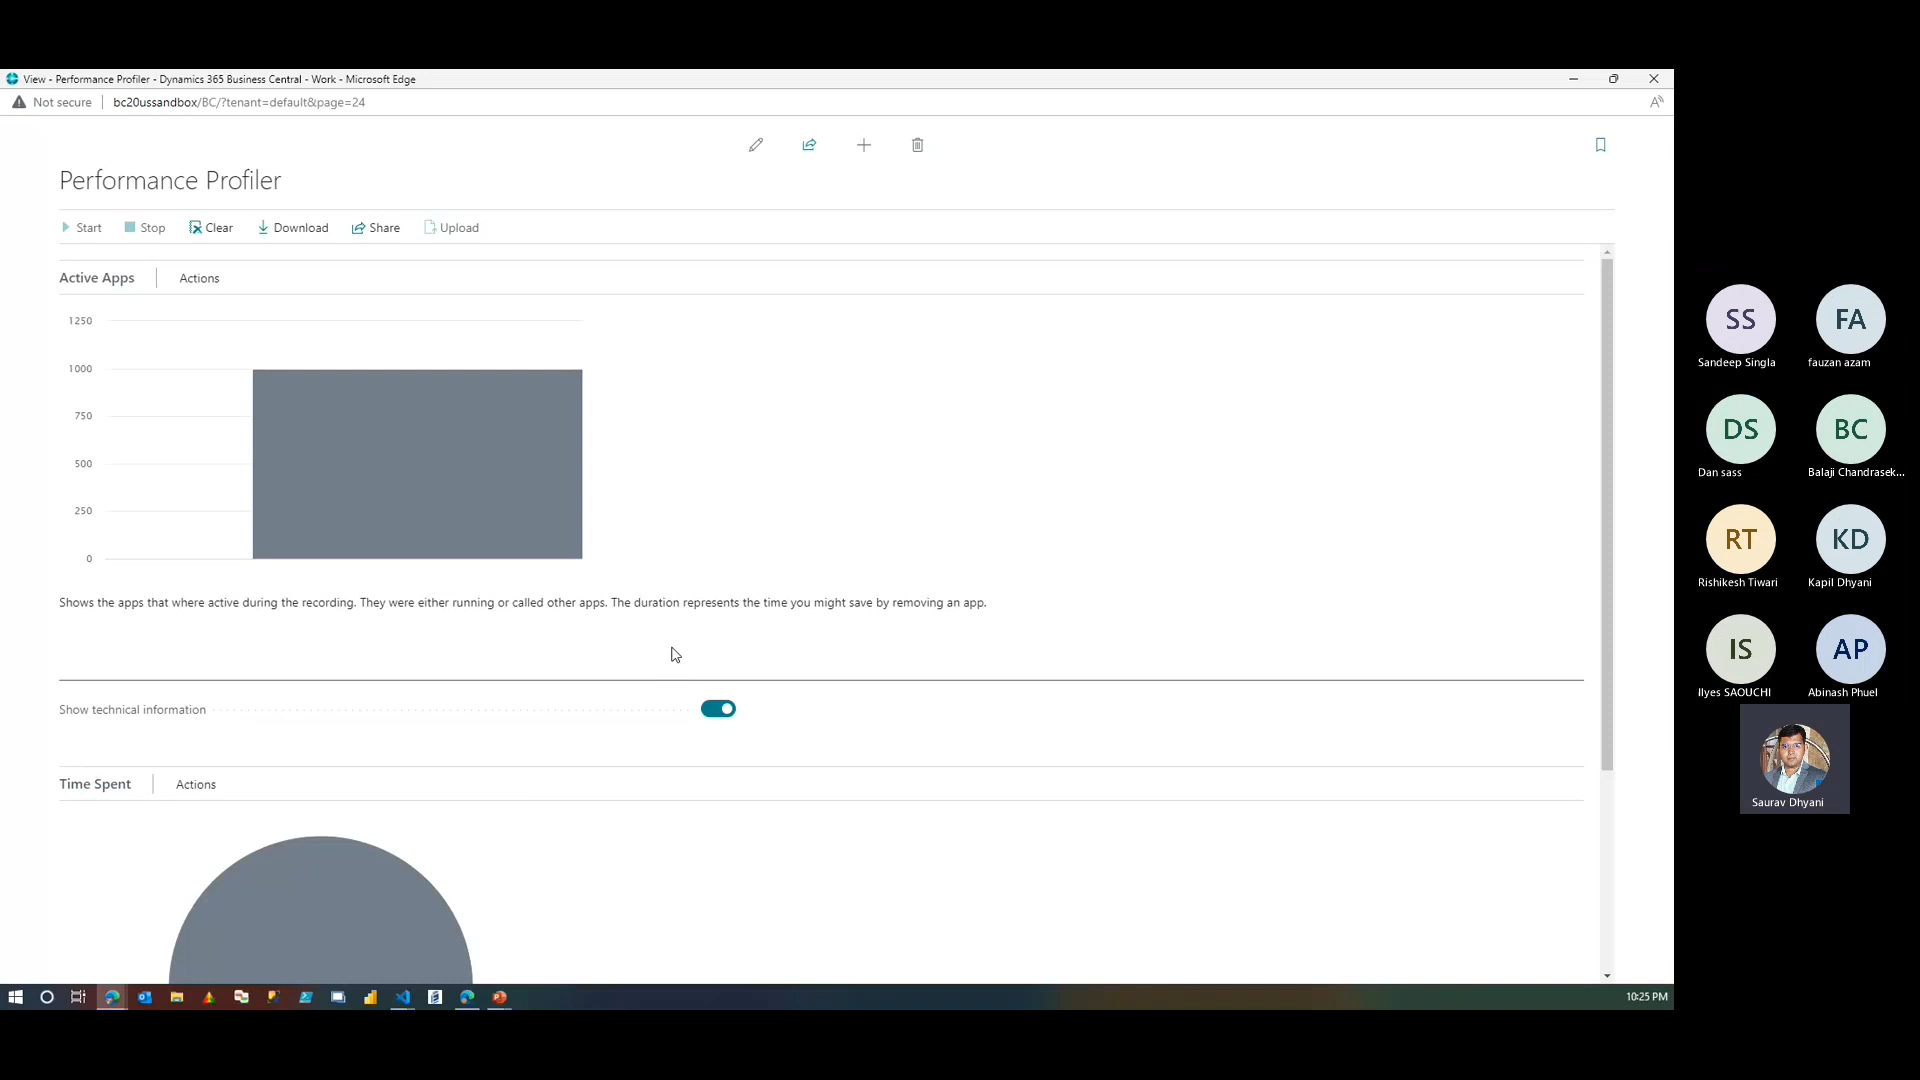 View - Performance Profiler - Dynamics 365 Business Central - Work - Microsoft Edge
Not secure | bc20ussandbox/BC/?tenant=default&page=24
Performance Profiler
Start Stop Clear Download Share Upload
Active Apps Actions
1250
1000
750
500
250
0
Shows the apps that where active during the recording. They were either running or called other apps. The duration represents the time you might save by removing an app.
Show technical information
Time Spent Actions
10:25 PM
SS FA
Sandeep Singla fauzan azam
DS BC
Dan sass Balaji Chandrasek...
RT KD
Rishikesh Tiwari Kapil Dhyani
IS AP
Ilyes SAOUCHI Abinash Phuel
Saurav Dhyani